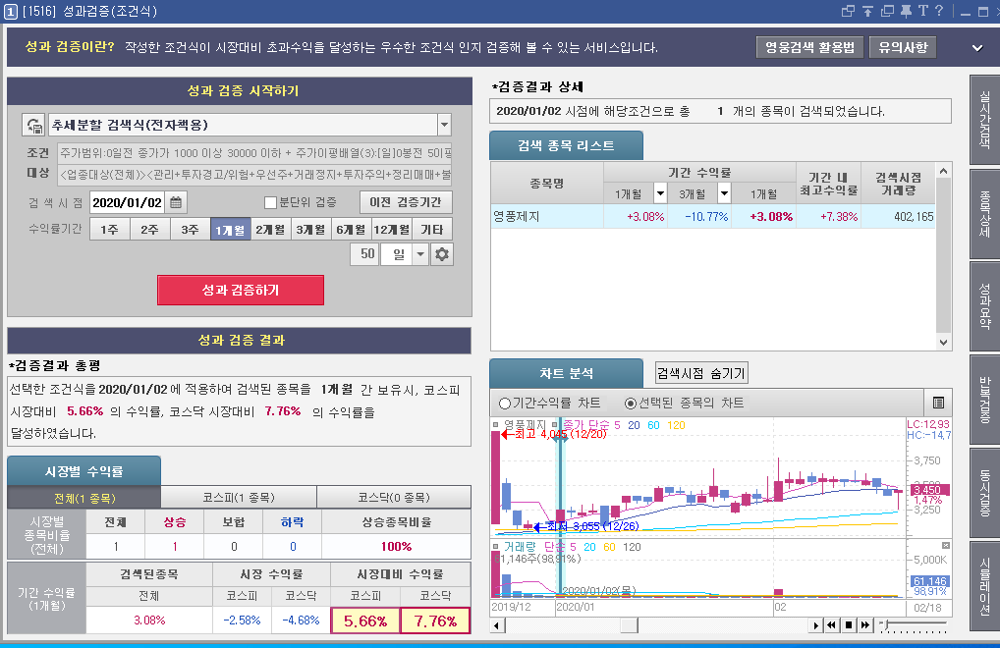 1 [1516] 성과검증(조건식)
성과 검증이란? 작성한 조건식이 시장대비 초과수익을 달성하는 우수한 조건식 인지 검증해 볼 수 있는 서비스입니다.
영웅검색 활용법 유의사항
성과 검증 시작하기
추세분할 검색식(전자책용)
조건 주가범위:0일전 종가가 1000 이상 30000 이하 + 주가이평배열(3):[일]0봉전 50이평
대상 <업종대상(전체)><관리+투자경고/위험+우선주+거래정지+투자주의+정리매매+불
검 색 시 점 2020/01/02 분단위 검증 이전 검증기간
수익률기간 1주 2주 3주 1개월 2개월 3개월 6개월 12개월 기타
50 일
성과 검증하기
성과 검증 결과
*검증결과 총평
선택한 조건식을 2020/01/02 에 적용하여 검색된 종목을 1개월 간 보유시, 코스피
시장대비 5.66% 의 수익률, 코스닥 시장대비 7.76% 의 수익률을
달성하였습니다.
시장별 수익률
전체(1 종목) 코스피(1 종목) 코스닥(0 종목)
시장별
종목비율
(전체)
전체 상승 보합 하락 상승종목비율
1 1 0 0 100%
기간 수익률
(1개월)
검색된종목 시장 수익률 시장대비 수익률
전체 코스피 코스닥 코스피 코스닥
3.08% -2.58% -4.68% 5.66% 7.76%
*검증결과 상세
2020/01/02 시점에 해당조건으로 총 1 개의 종목이 검색되었습니다.
검색 종목 리스트
종목명 기간 수익률 기간 내
최고수익률 검색시점
거래량
1개월 3개월 1개월
영풍제지 +3.08% -10.77% +3.08% +7.38% 402,165
차트 분석 검색시점 숨기기
기간수익률 차트 선택된 종목의 차트
영풍제지 종가 단순 5 20 60 120
LC:12,93
HC:-14,7
최고 4,045 (12/20)
3,750
3,450
1.47%
3,250
최저 3,055 (12/26)
거래량 단순 5 20 60 120
61,146주(98,91%)
5,000K
61,146
98,91%
2020/01/02(목)
2019/12 2020/01 02 02/18
실시간검색
종목상세
성과요약
반복검증
동시검증
시뮬레이션